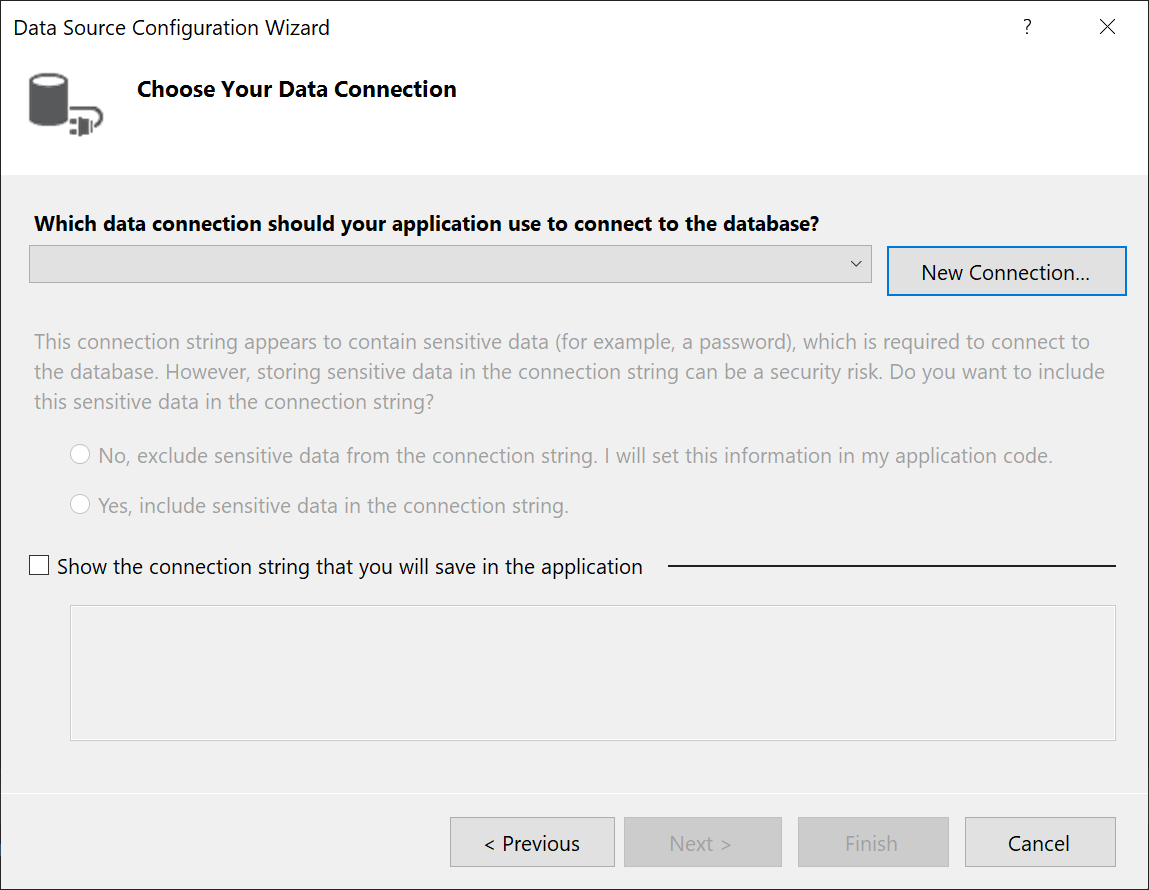 Data Source Configuration Wizard
?
Choose Your Data Connection
Which data connection should your application use to connect to the database?
New Connection...
This connection string appears to contain sensitive data (for example, a password), which is required to connect to
the database. However, storing sensitive data in the connection string can be a security risk. Do you want to include
this sensitive data in the connection string?
No, exclude sensitive data from the connection string. I will set this information in my application code.
Yes, include sensitive data in the connection string.
Show the connection string that you will save in the application
< Previous
Next >
Finish
Cancel